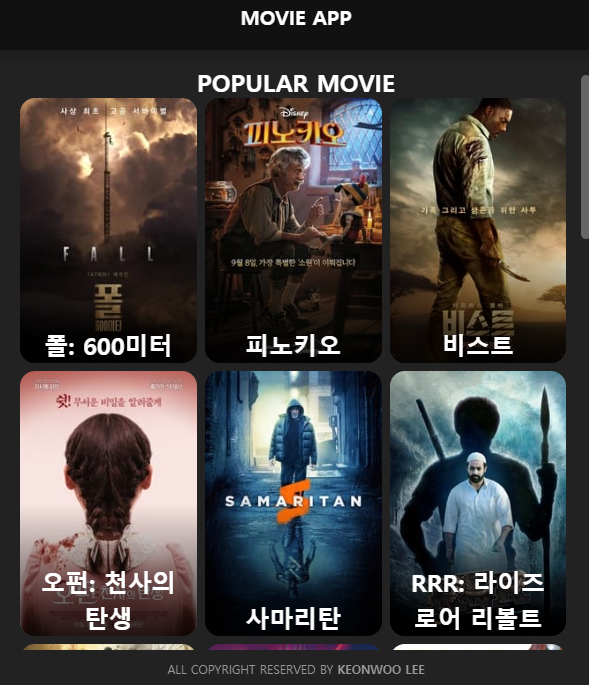 MOVIE APP
POPULAR MOVIE
사상 최초 고공 서바이벌
FALL
폴
600미터
폴: 600미터
Disney
피노키오
9월 8일, 가장 특별한 '소원'이 이뤄집니다
피노키오
가족 그리고 생존을 위한 사투
비스트
비스트
쉿! 무서운 비밀을 알려줄게
오펀: 천사의
탄생
SAMARITAN
사마리탄
RRR: 라이즈
로어 리볼트
ALL COPYRIGHT RESERVED BY KEONWOO LEE